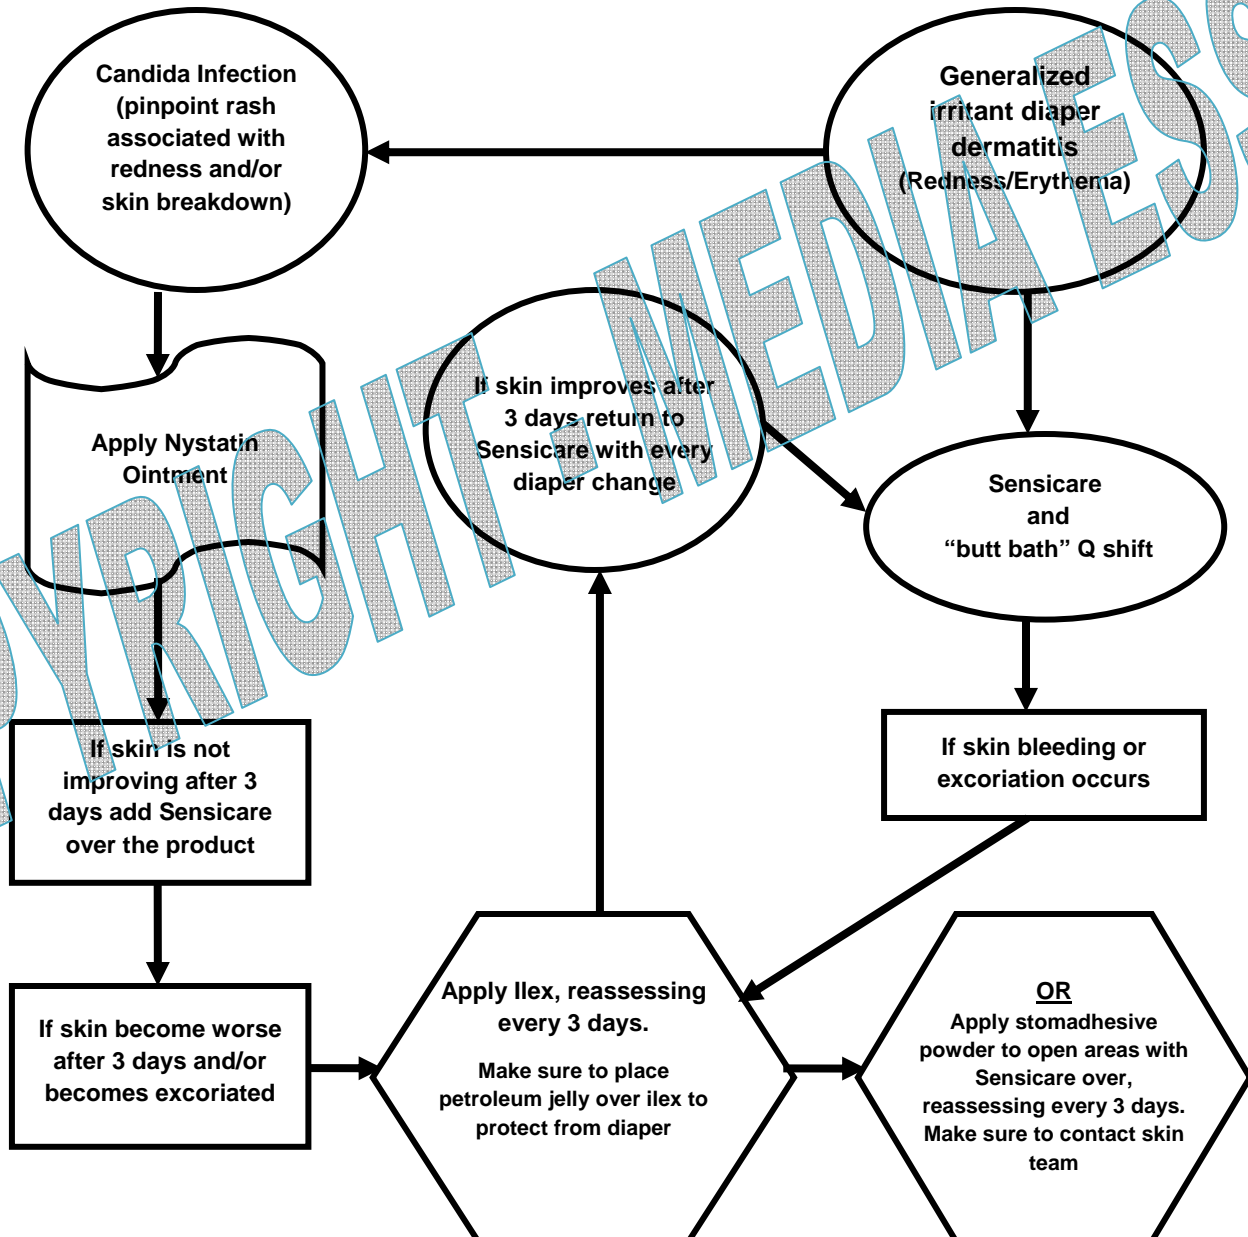 Candida Infection
(pinpoint rash
associated with
redness and/or
skin breakdown)
Generalized
irritant diaper
dermatitis
(Redness/Erythema)
Apply Nystatin
Ointment
If skin improves after
3 days return to
Sensicare with every
diaper change
Sensicare
and
“butt bath” Q shift
If skin is not
improving after 3
days add Sensicare
over the product
If skin bleeding or
excoriation occurs
If skin become worse
after 3 days and/or
becomes excoriated
Apply Ilex, reassessing
every 3 days.
Make sure to place
petroleum jelly over ilex to
protect from diaper
OR
Apply stomadhesive
powder to open areas with
Sensicare over,
reassessing every 3 days.
Make sure to contact skin
team
PYRIGHT - MEDIA ESS